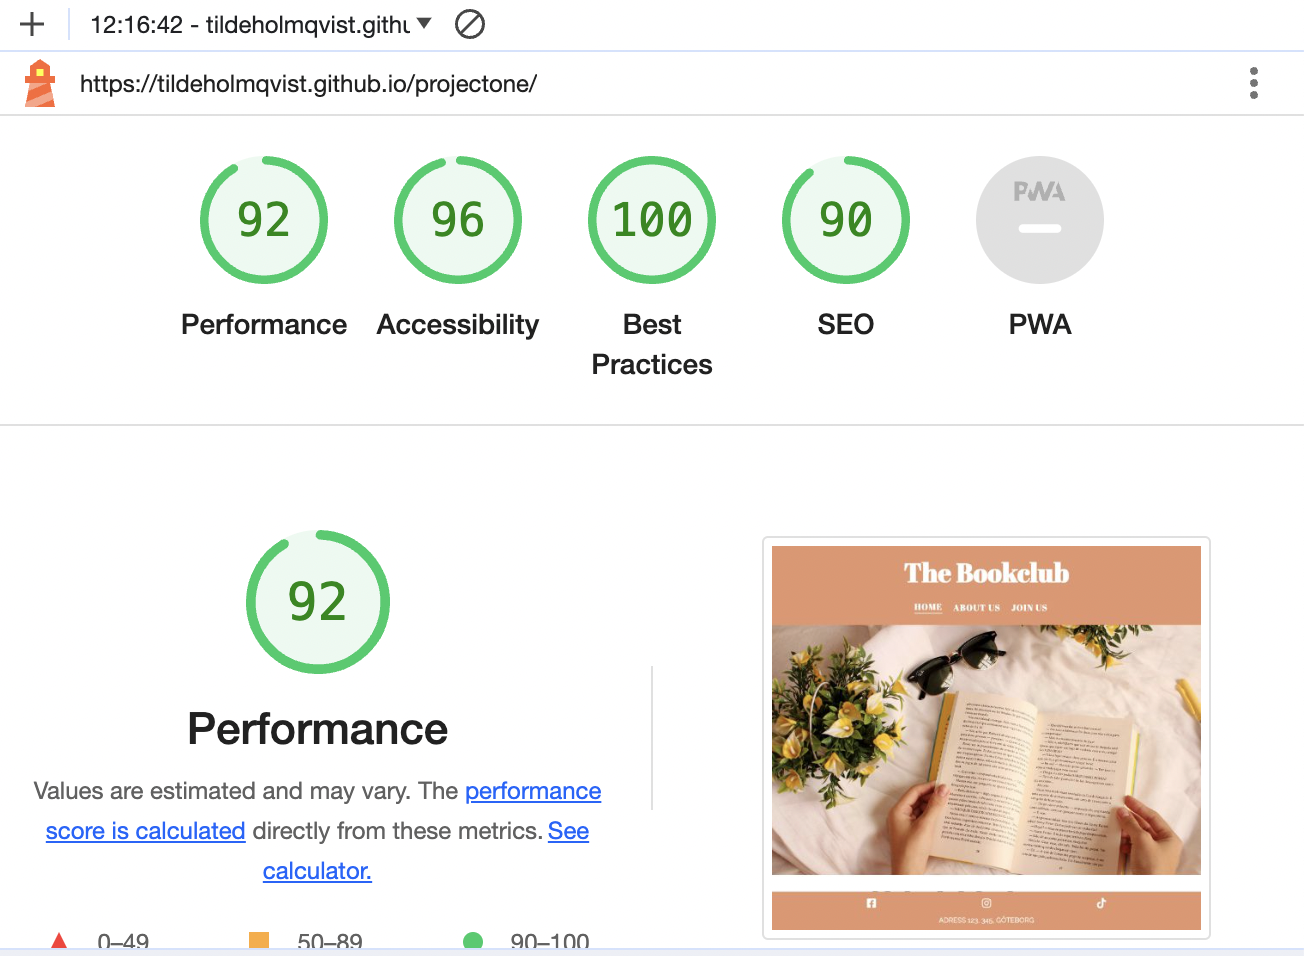 12:16:42 - tildeholmqvist.githu
https://tildeholmqvist.github.io/projectone/
92
96
100
90
PWA
Performance
Accessibility
Best
Practices
SEO
PWA
92
Performance
Values are estimated and may vary. The performance
score is calculated directly from these metrics. See
calculator.
0–49
50–89
90–100
The Bookclub
HOME ABOUT US JOIN US
ADRESS 123, 345, GÖTEBORG